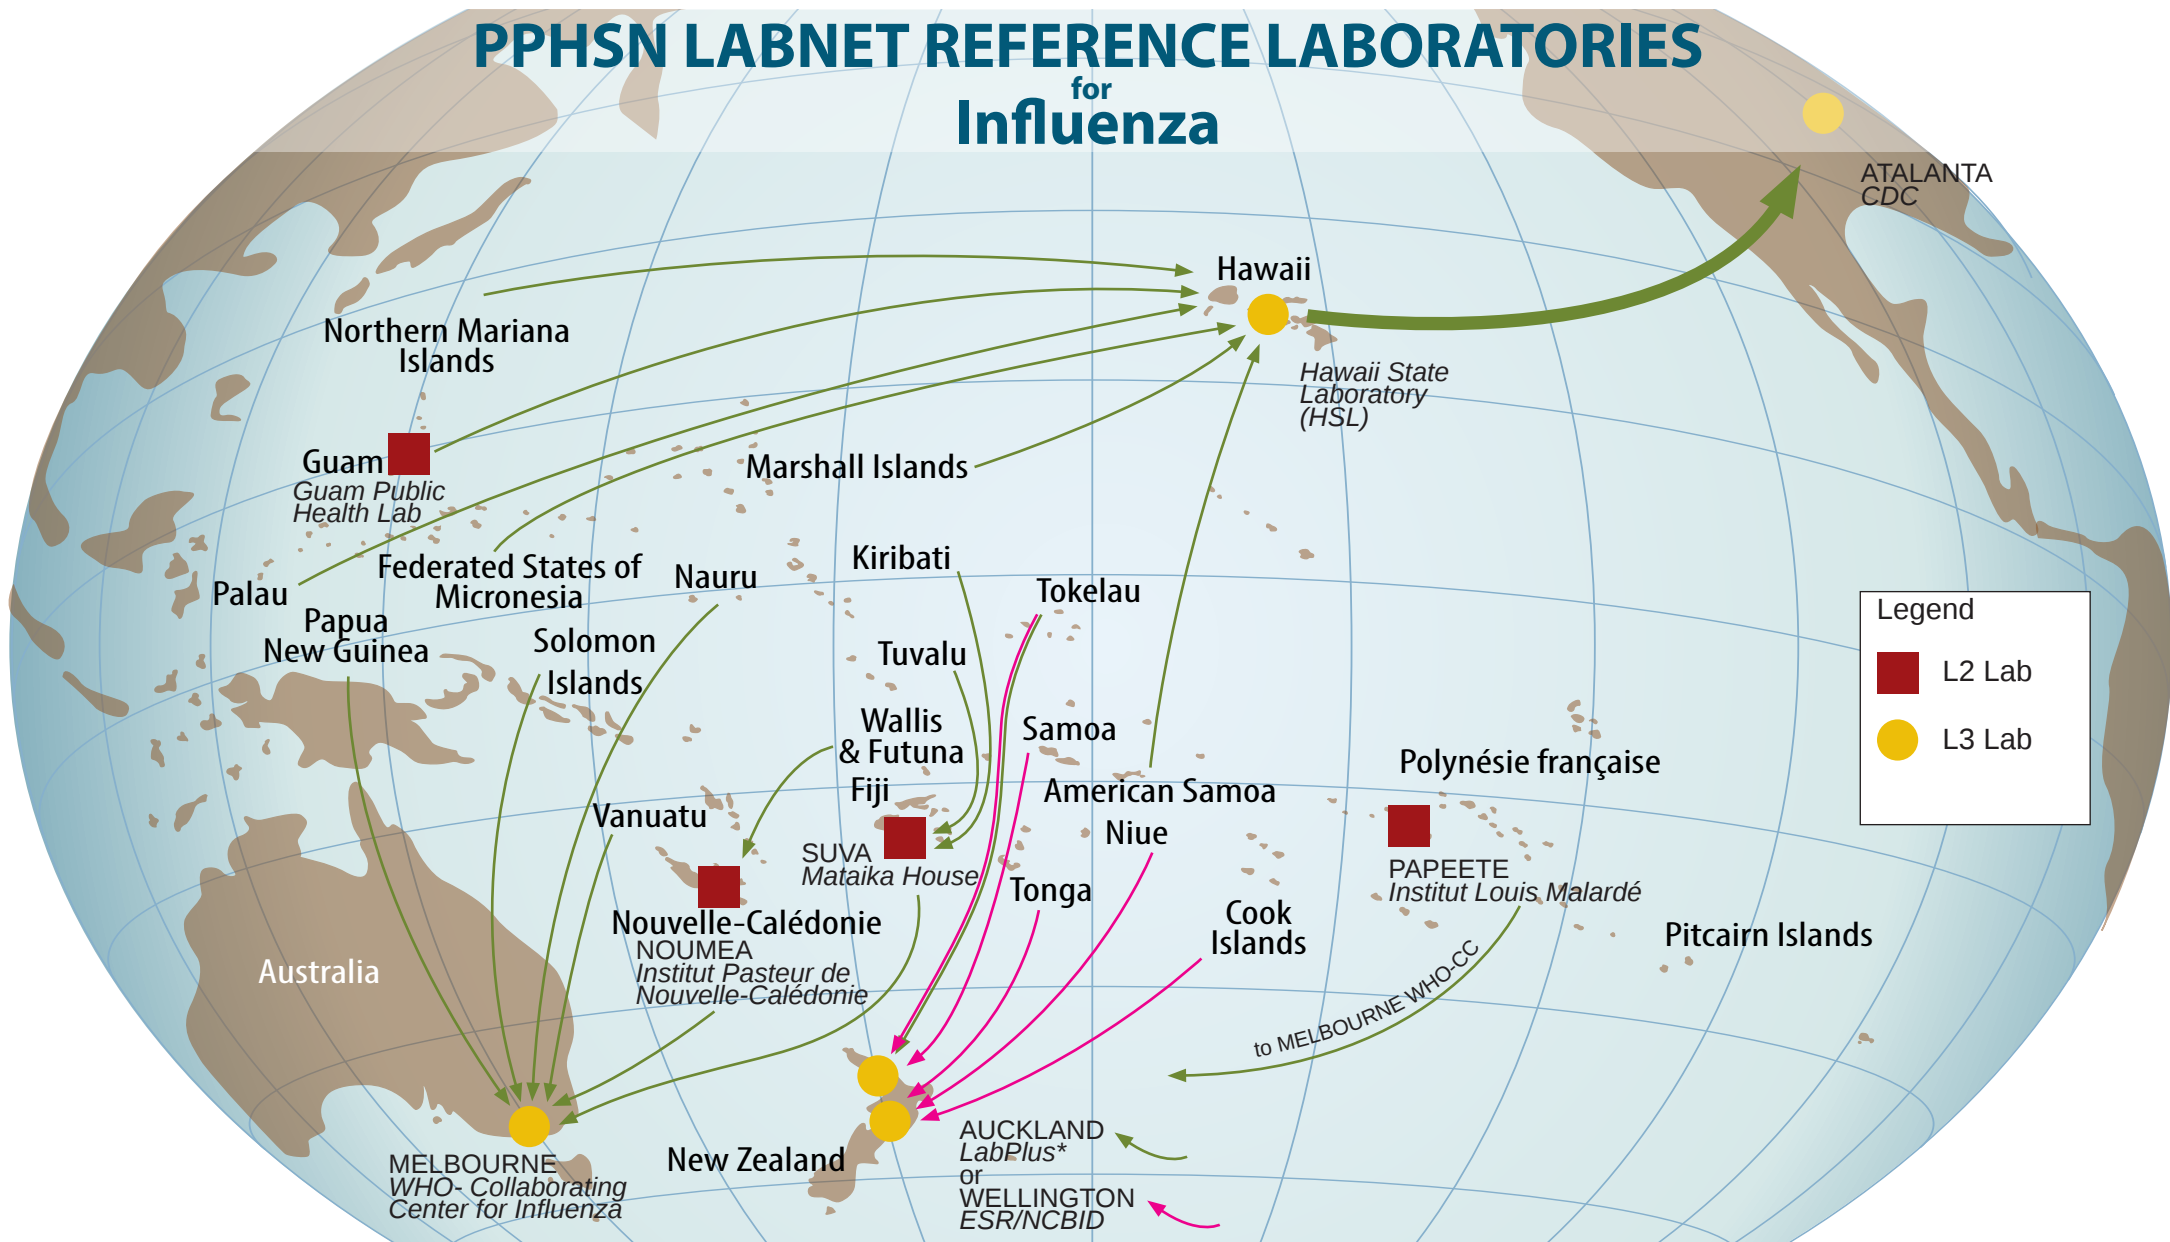 PPHSN LABNET REFERENCE LABORATORIES
for
Influenza
ATALANTA
CDC
Hawaii
Hawaii State
Laboratory
(HSL)
Northern Mariana
Islands
Guam
Guam Public
Health Lab
Marshall Islands
Palau
Federated States of
Micronesia
Nauru
Kiribati
Tokelau
Papua
New Guinea
Solomon
Islands
Tuvalu
Wallis
& Futuna
Samoa
Fiji
American Samoa
Niue
Polynésie française
Vanuatu
SUVA
Mataika House
PAPEETE
Institut Louis Malardé
Tonga
Cook
Islands
Pitcairn Islands
Nouvelle-Calédonie
NOUMEA
Institut Pasteur de
Nouvelle-Calédonie
Australia
to MELBOURNE WHO-CC
MELBOURNE
WHO- Collaborating
Center for Influenza
New Zealand
AUCKLAND
LabPlus*
or
WELLINGTON
ESR/NCBID
Legend
L2 Lab
L3 Lab